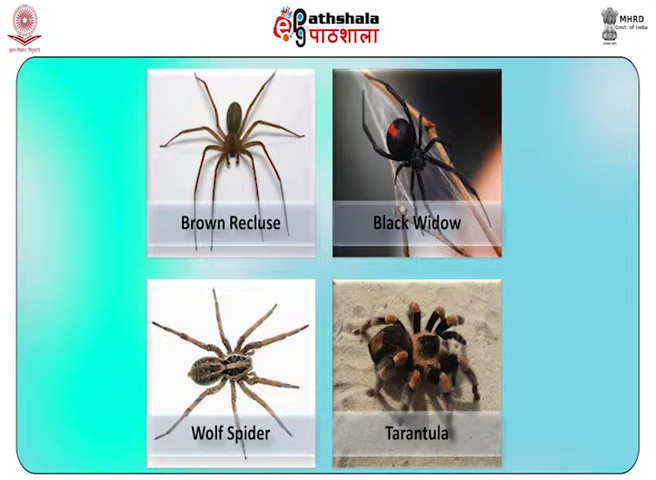 ePathshala
पाठशाला
MHRD
Govt. of India
Brown Recluse
Black Widow
Wolf Spider
Tarantula